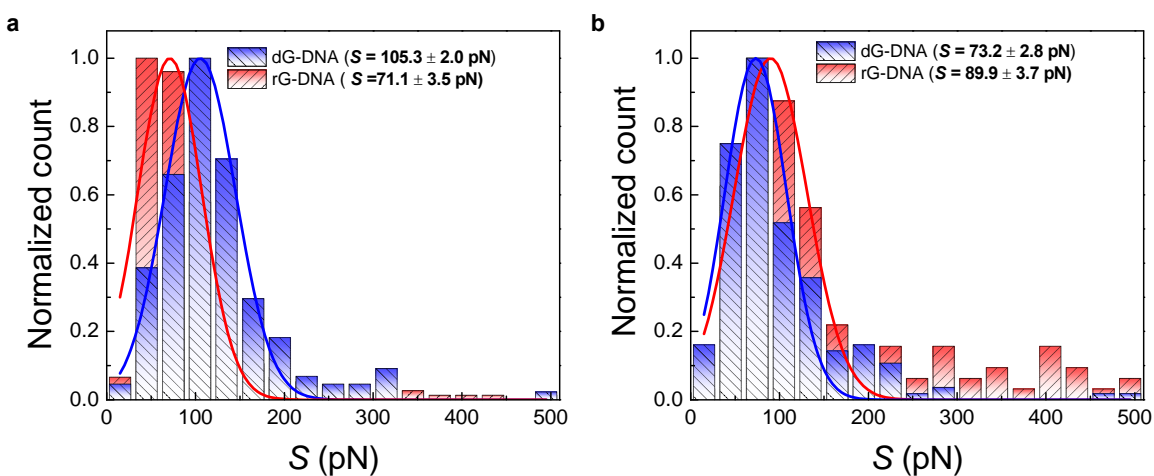 a
dG-DNA (S = 105.3 ± 2.0 pN)
rG-DNA ( S =71.1 ± 3.5 pN)
Normalized count
1.0
0.8
0.6
0.4
0.2
0.0
0 100 200 300 400 500
S (pN)
b
dG-DNA (S = 73.2 ± 2.8 pN)
rG-DNA (S = 89.9 ± 3.7 pN)
Normalized count
1.0
0.8
0.6
0.4
0.2
0.0
0 100 200 300 400 500
S (pN)